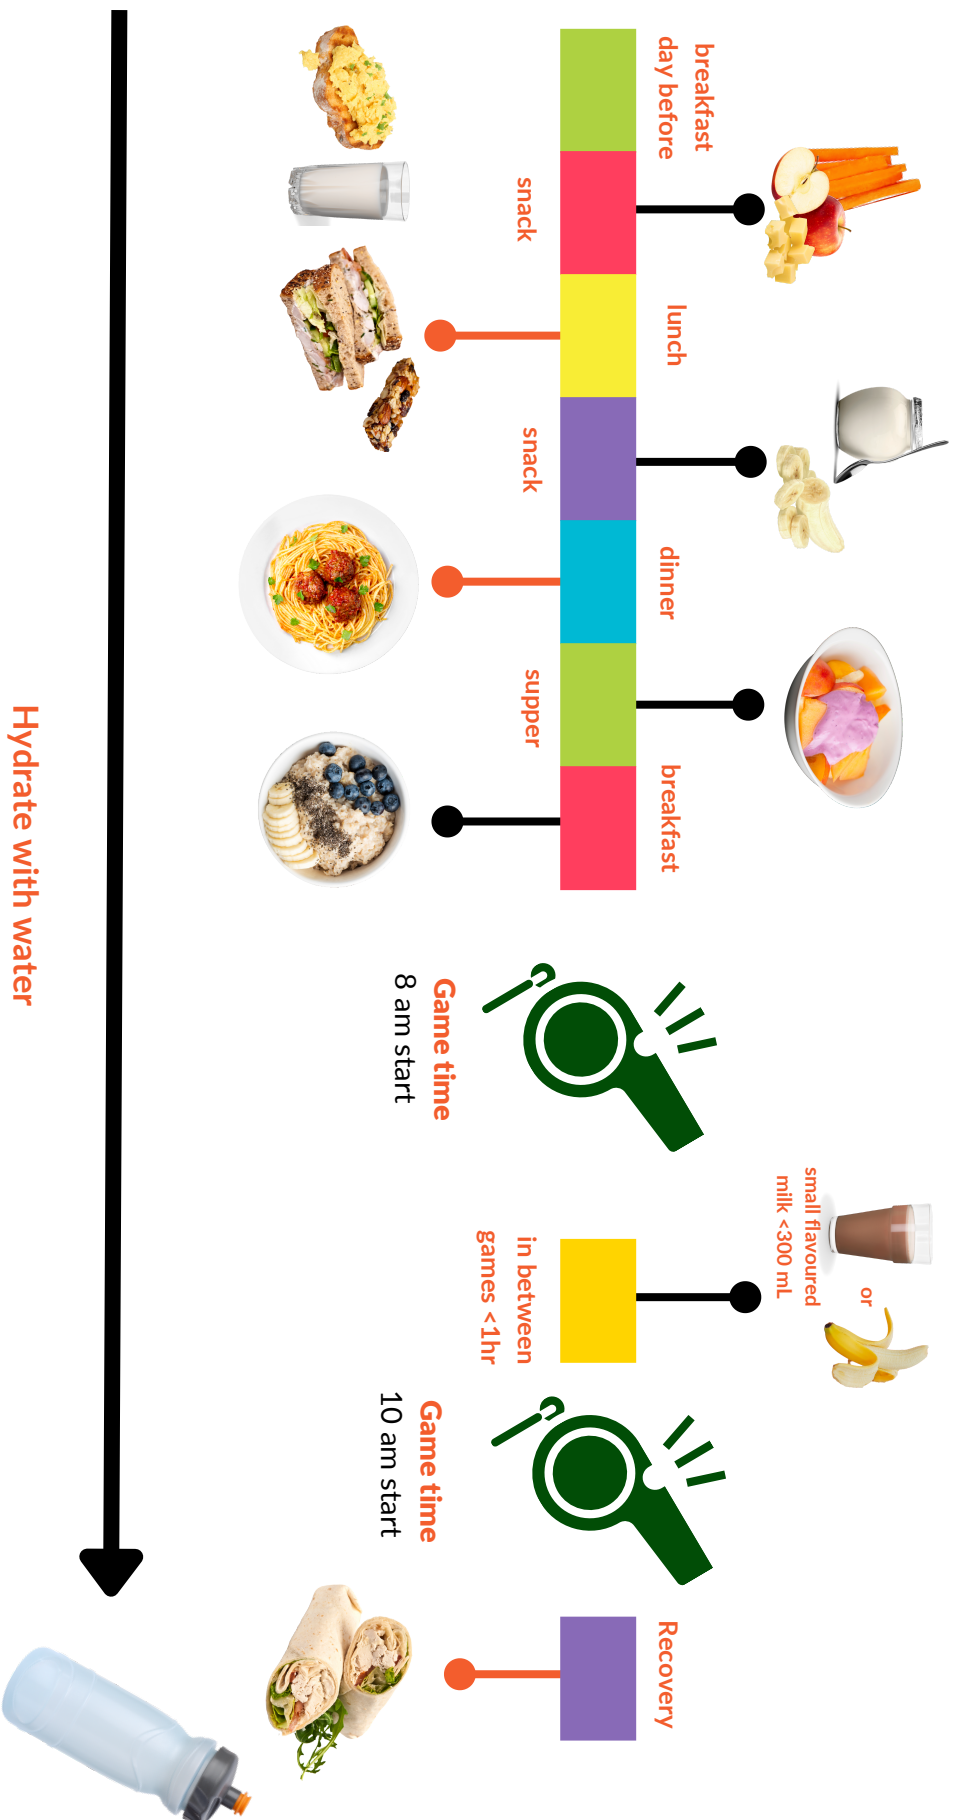 breakfast
day before
snack
lunch
snack
dinner
supper
breakfast
Game time
8 am start
small flavoured
milk <300 mL
or
in between
games <1hr
Game time
10 am start
Recovery
Hydrate with water